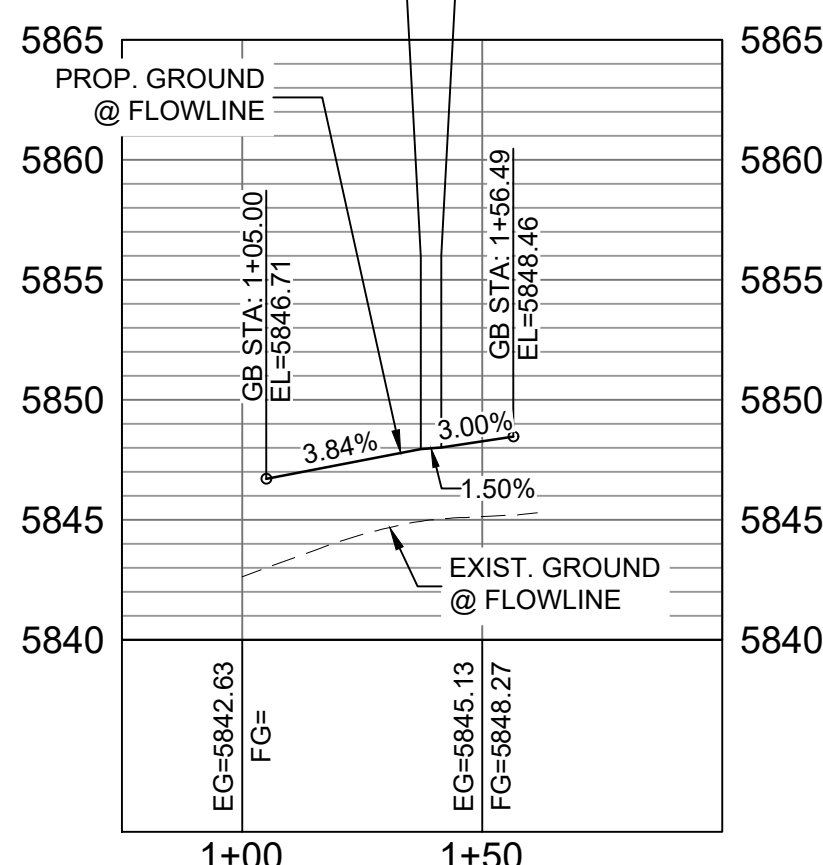 5865
5865
PROP. GROUND
@ FLOWLINE
5860
5860
GB STA: 1+05.00
EL=5846.71
GB STA: 1+56.49
EL=5848.46
5855
5855
5850
5850
3.84%
3.00%
1.50%
5845
5845
EXIST. GROUND
@ FLOWLINE
5840
5840
EG=5842.63
FG=
EG=5845.13
FG=5848.27
1+00
1+50